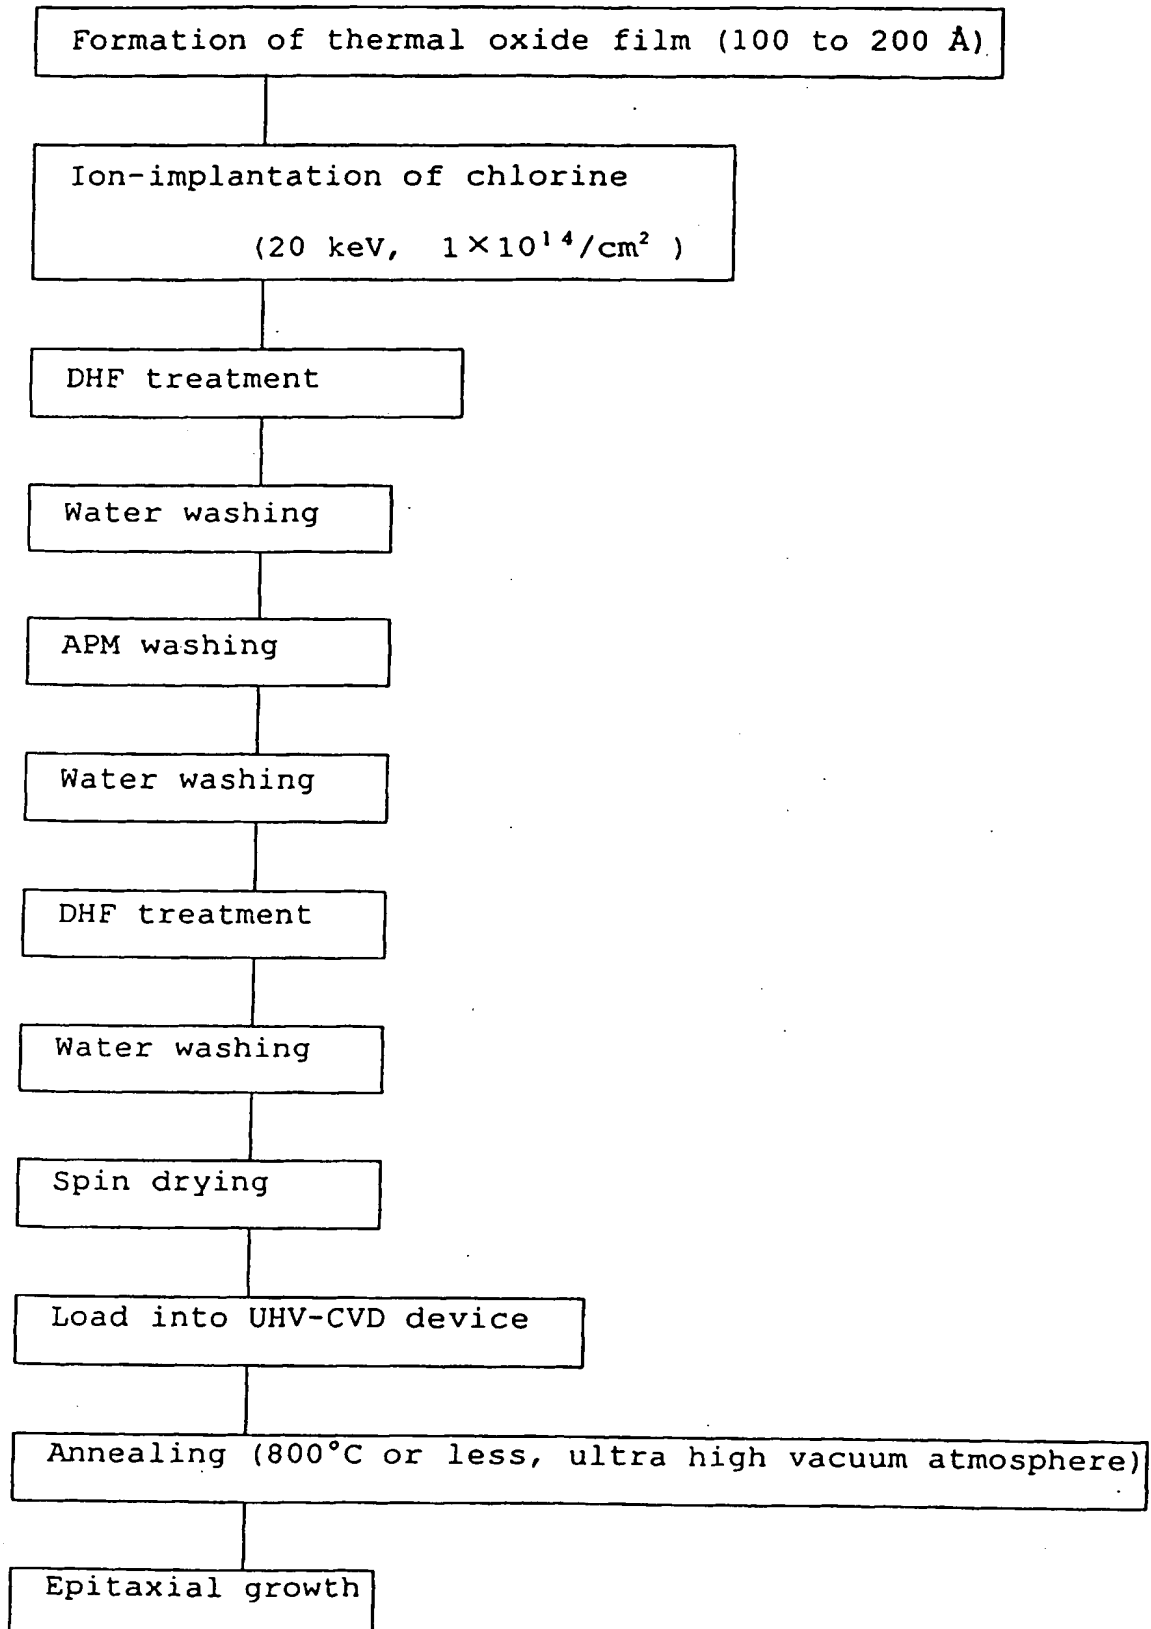 Formation of thermal oxide film (100 to 200 Å)
Ion-implantation of chlorine
(20 keV, 1×10¹⁴/cm² )
DHF treatment
Water washing
APM washing
Water washing
DHF treatment
Water washing
Spin drying
Load into UHV-CVD device
Annealing (800°C or less, ultra high vacuum atmosphere)
Epitaxial growth